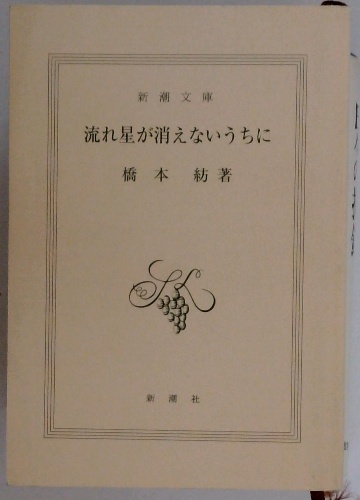 新潮文庫
流れ星が消えないうちに
橋本 紡著
新潮社